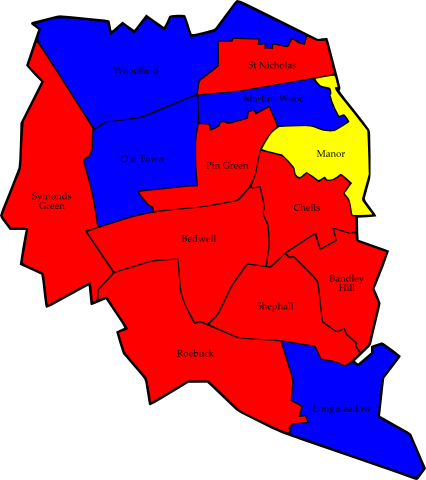 St Nicholas
Woodfield
Martins Wood
Manor
Old Town
Pin Green
Symonds
Green
Chells
Bedwell
Bandley
Hill
Shephall
Roebuck
Longmeadow